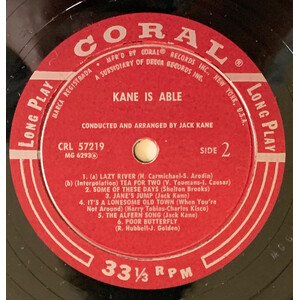 CORAL
MARCA REGISTRADA • MF'D BY CORAL® RECORDS INC., NEW YORK, U.S.A.
A SUBSIDIARY OF DECCA RECORDS INC.
LONG PLAY
LONG PLAY
KANE IS ABLE
CONDUCTED AND ARRANGED BY JACK KANE
CRL 57219
MG 6293
SIDE 2
1. (a) LAZY RIVER (H. Carmichael-S. Arodin)
(b) (Interpolation) TEA FOR TWO (V. Youmans-I. Caesar)
2. SOME OF THESE DAYS (Shelton Brooks)
3. JANE'S JUMP (Jack Kane)
4. IT'S A LONESOME OLD TOWN (When You're
Not Around) (Harry Tobias-Charles Kisco)
5. THE ALFERN SONG (Jack Kane)
6. POOR BUTTERFLY
(R. Hubbell-J. Golden)
33⅓ RPM